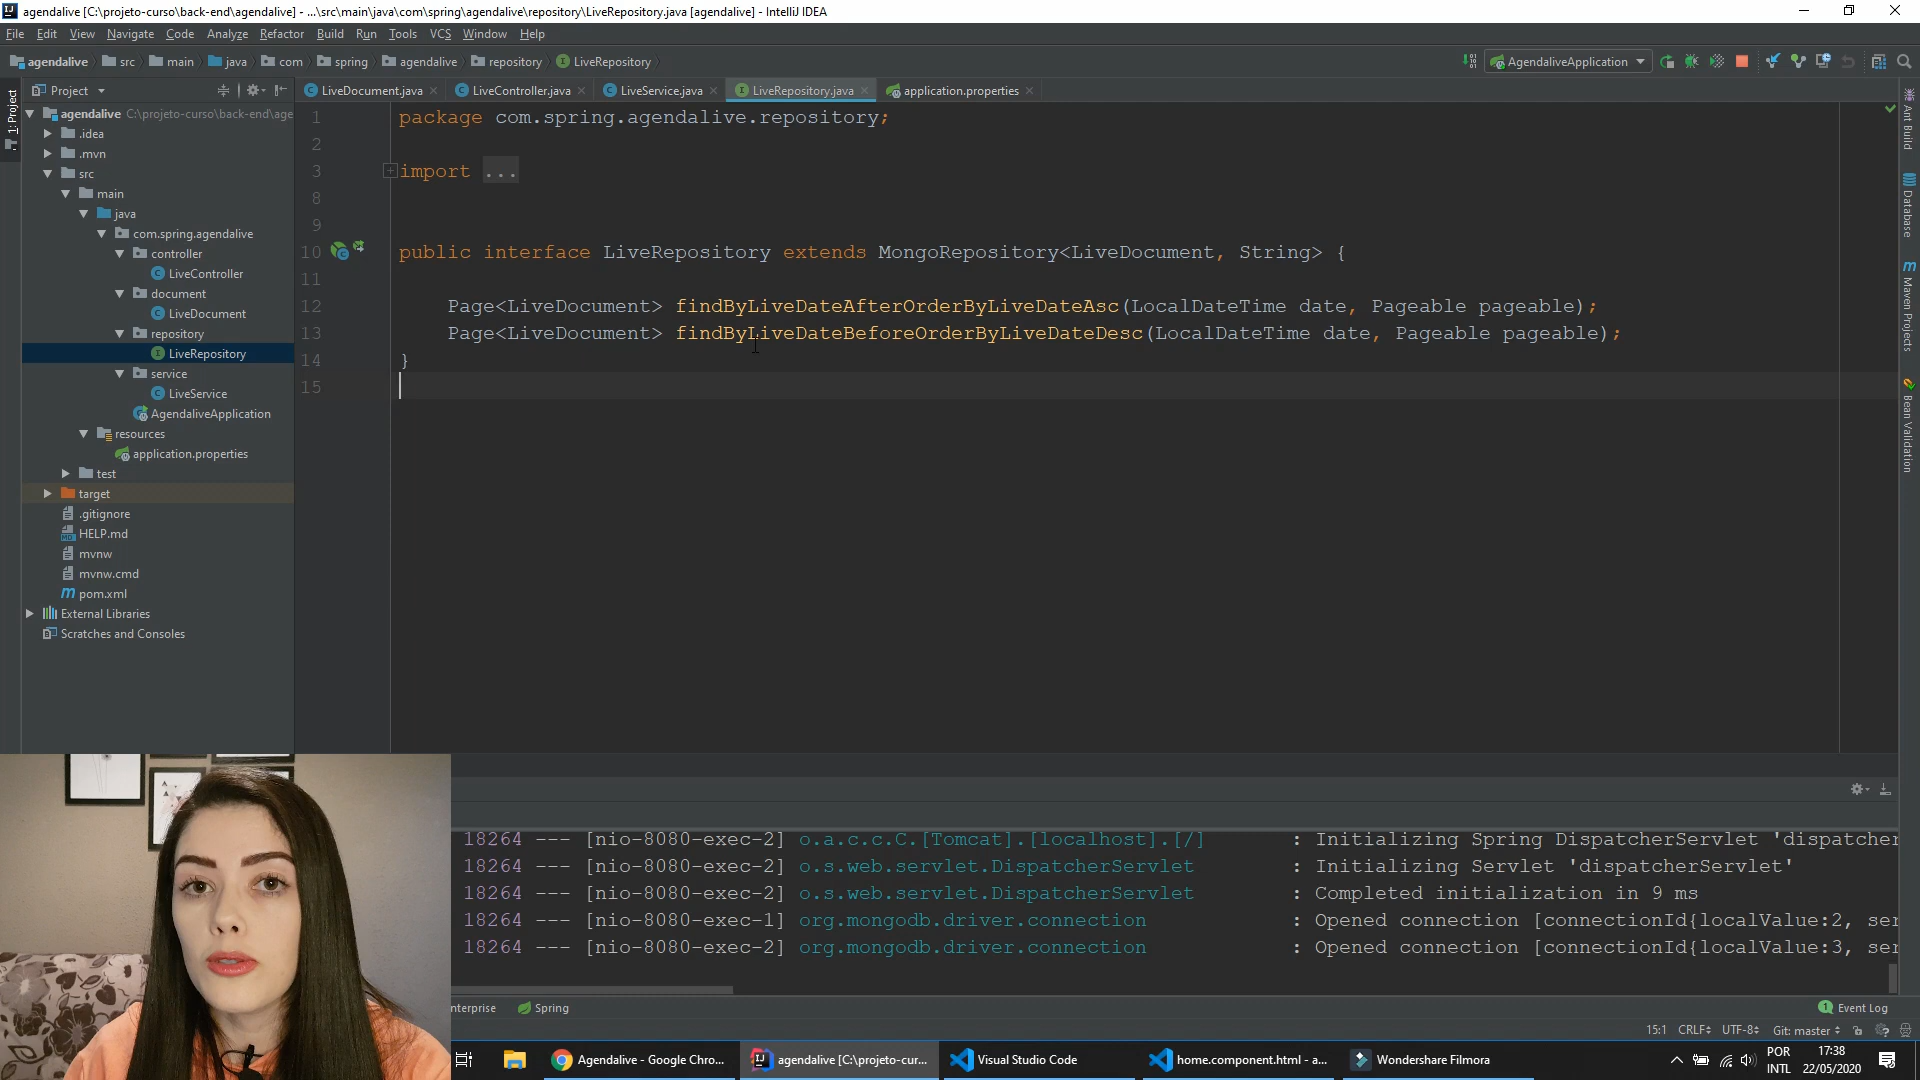 agendalive [C:\projeto-curso\back-end\agendalive] - ...\src\main\java\com\spring\agendalive\repository\LiveRepository.java [agendalive] - IntelliJ IDEA
File Edit View Navigate Code Analyze Refactor Build Run Tools VCS Window Help
agendalive src main java com spring agendalive repository LiveRepository
AgendaliveApplication
Project
LiveDocument.java LiveController.java LiveService.java LiveRepository.java application.properties
1: Project
agendalive C:\projeto-curso\back-end\age
.idea
.mvn
src
main
java
com.spring.agendalive
controller
LiveController
document
LiveDocument
repository
LiveRepository
service
LiveService
AgendaliveApplication
resources
application.properties
test
target
.gitignore
HELP.md
mvnw
mvnw.cmd
pom.xml
External Libraries
Scratches and Consoles
1 package com.spring.agendalive.repository;
2
3 import ...
8
9
10 public interface LiveRepository extends MongoRepository<LiveDocument, String> {
11
12 Page<LiveDocument> findByLiveDateAfterOrderByLiveDateAsc(LocalDateTime date, Pageable pageable);
13 Page<LiveDocument> findByLiveDateBeforeOrderByLiveDateDesc(LocalDateTime date, Pageable pageable);
14 }
15
Ant Build
Database
Maven Projects
Bean Validation
18264 --- [nio-8080-exec-2] o.a.c.c.C.[Tomcat].[localhost].[/] : Initializing Spring DispatcherServlet 'dispatcher
18264 --- [nio-8080-exec-2] o.s.web.servlet.DispatcherServlet : Initializing Servlet 'dispatcherServlet'
18264 --- [nio-8080-exec-2] o.s.web.servlet.DispatcherServlet : Completed initialization in 9 ms
18264 --- [nio-8080-exec-1] org.mongodb.driver.connection : Opened connection [connectionId{localValue:2, ser
18264 --- [nio-8080-exec-2] org.mongodb.driver.connection : Opened connection [connectionId{localValue:3, ser
nterprise Spring 1 Event Log
15:1 CRLF UTF-8 Git: master
Agendalive - Google Chro... agendalive [C:\projeto-cur... Visual Studio Code home.component.html - a... Wondershare Filmora
POR
INTL
17:38
22/05/2020